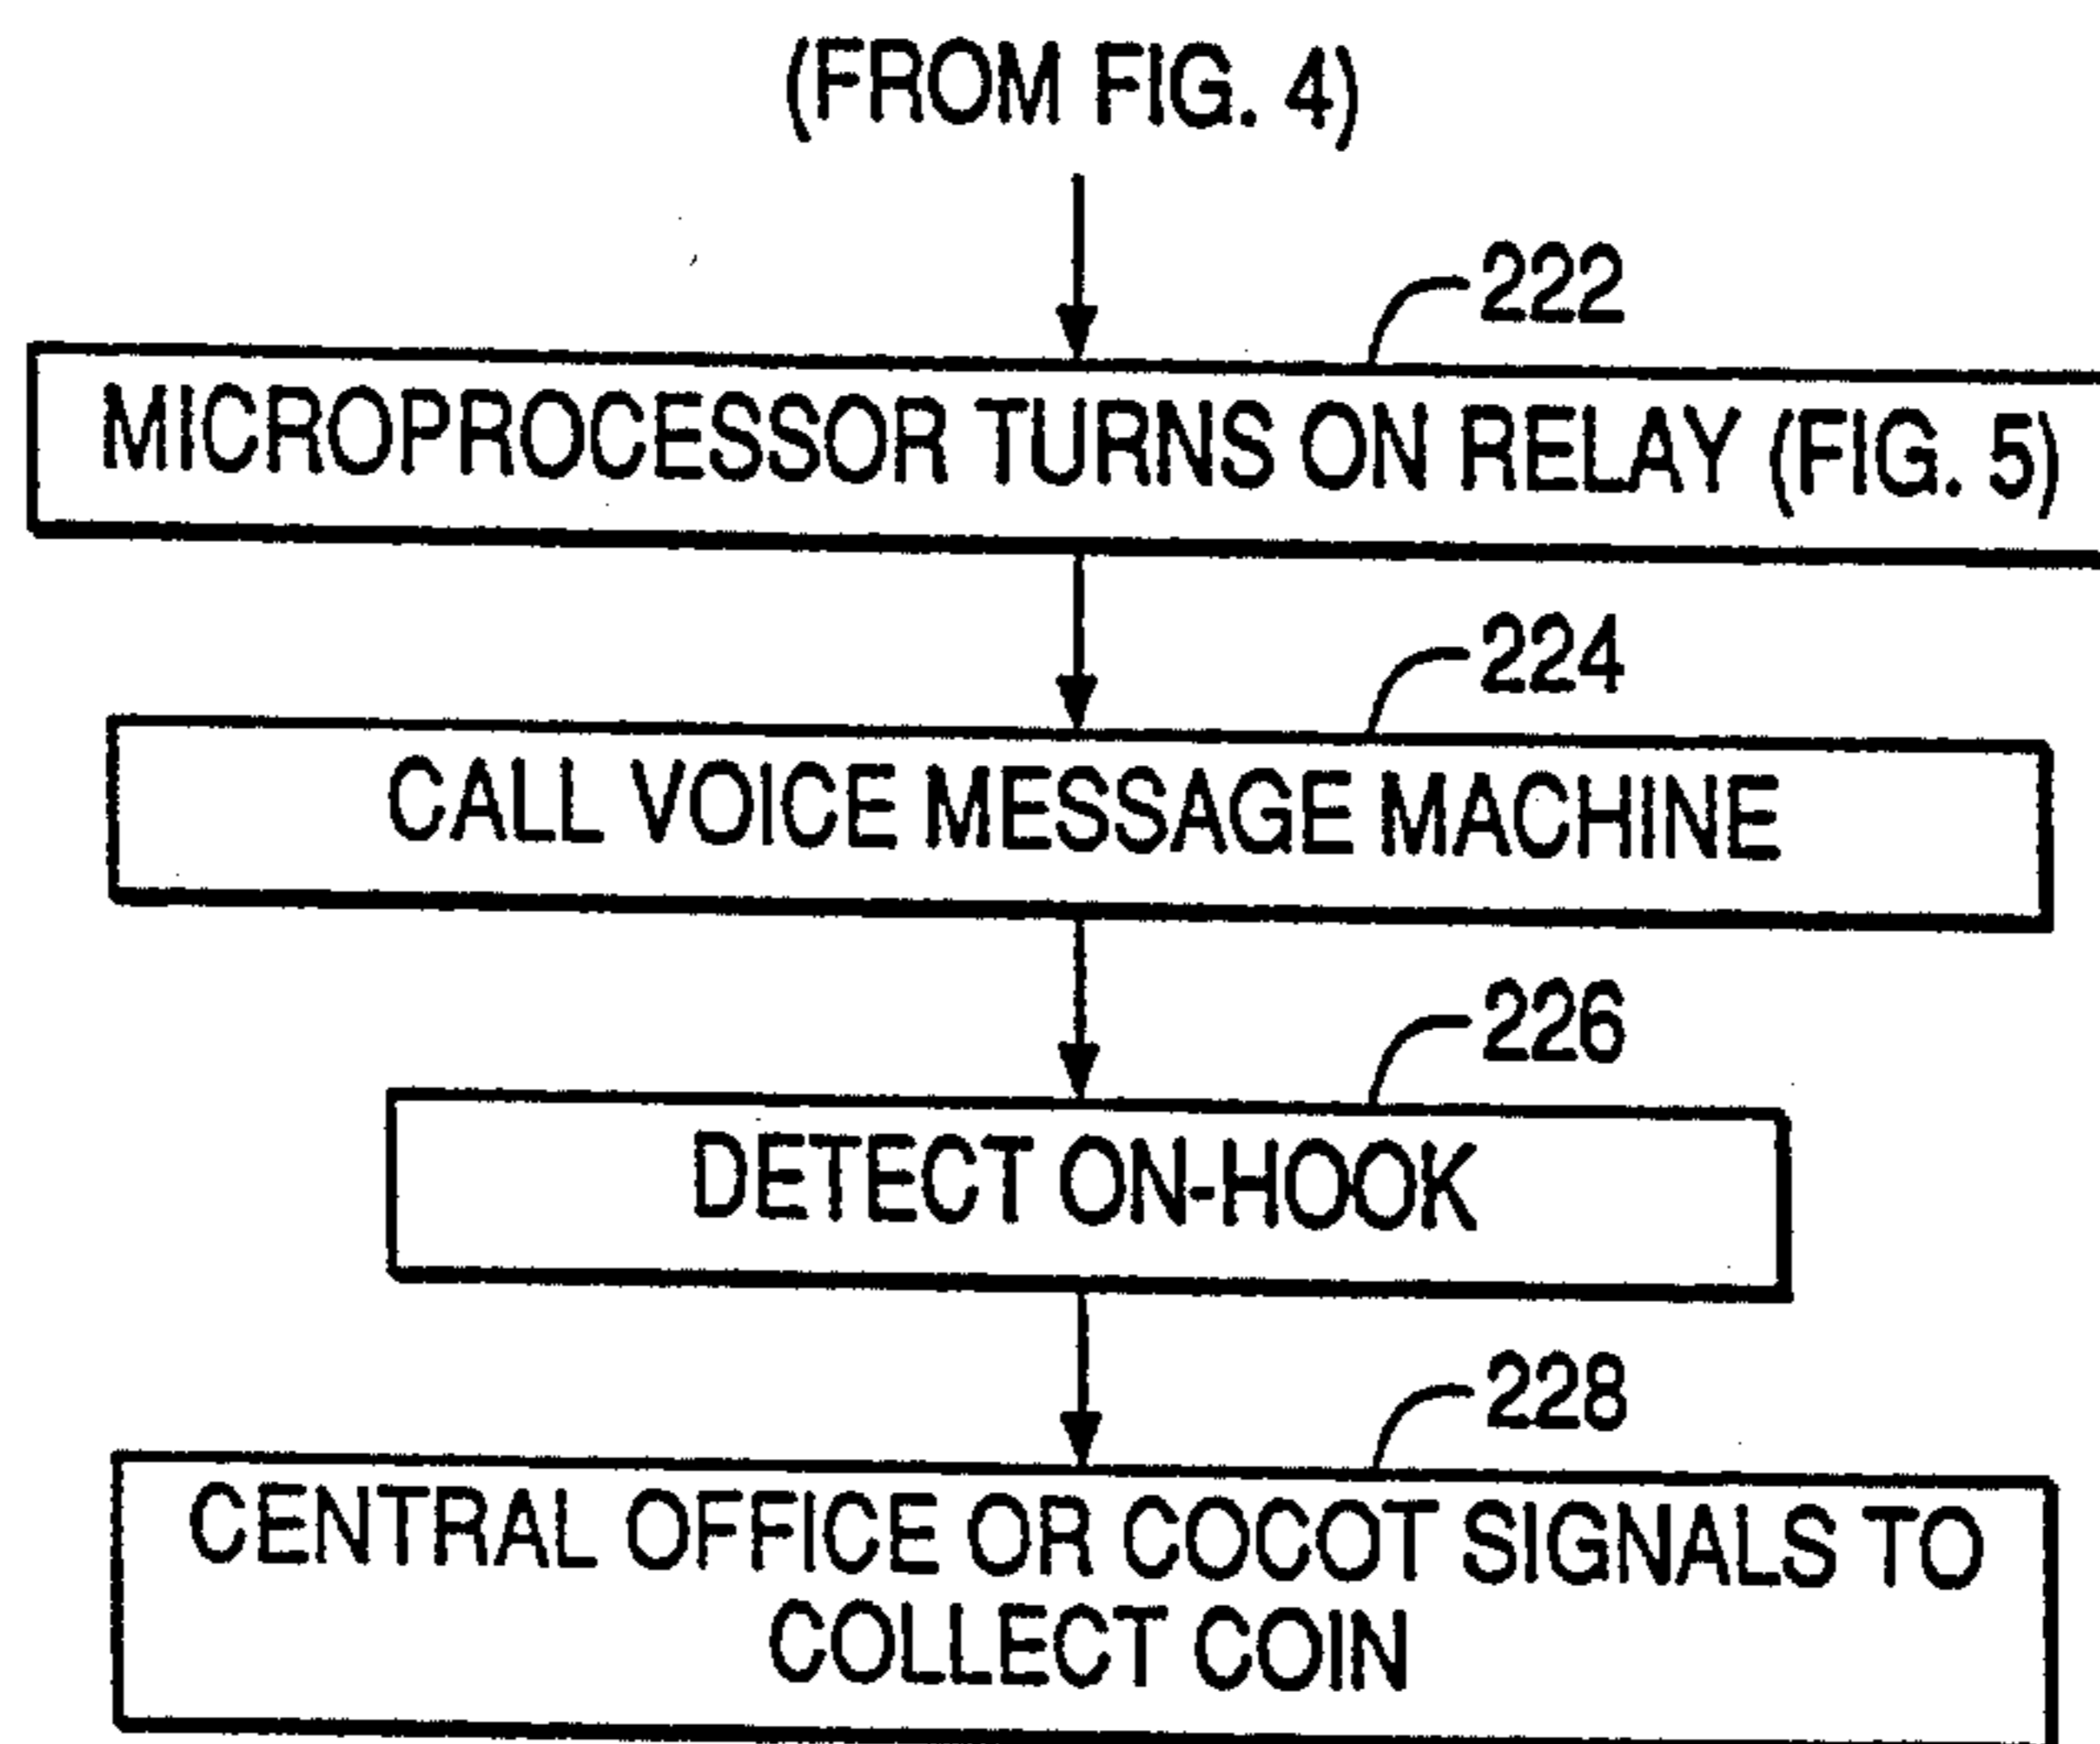 (FROM FIG. 4)
222
MICROPROCESSOR TURNS ON RELAY (FIG. 5)
224
CALL VOICE MESSAGE MACHINE
226
DETECT ON-HOOK
228
CENTRAL OFFICE OR COCOT SIGNALS TO
COLLECT COIN